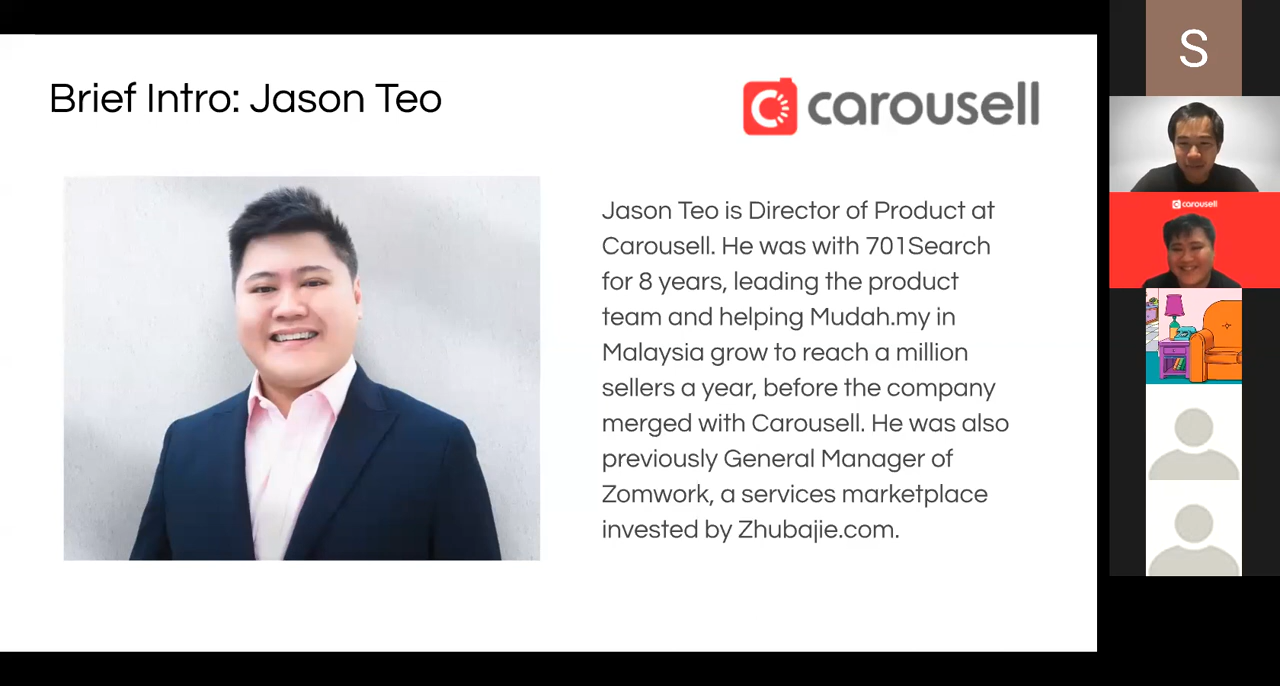 Brief Intro: Jason Teo
carousell
Jason Teo is Director of Product at
Carousell. He was with 701Search
for 8 years, leading the product
team and helping Mudah.my in
Malaysia grow to reach a million
sellers a year, before the company
merged with Carousell. He was also
previously General Manager of
Zomwork, a services marketplace
invested by Zhubajie.com.
S
carousell